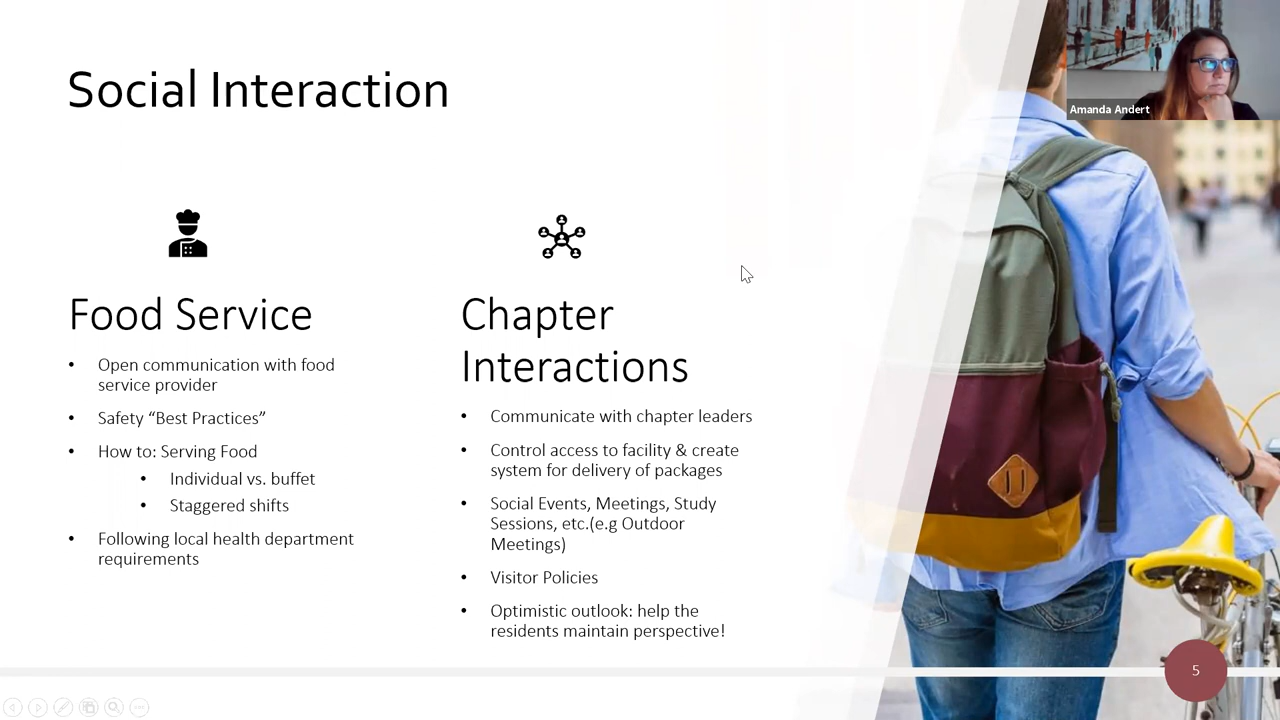 Social Interaction
Amanda Andert
Food Service
• Open communication with food
service provider
• Safety “Best Practices”
• How to: Serving Food
• Individual vs. buffet
• Staggered shifts
• Following local health department
requirements
Chapter
Interactions
• Communicate with chapter leaders
• Control access to facility & create
system for delivery of packages
• Social Events, Meetings, Study
Sessions, etc.(e.g Outdoor
Meetings)
• Visitor Policies
• Optimistic outlook: help the
residents maintain perspective!
5